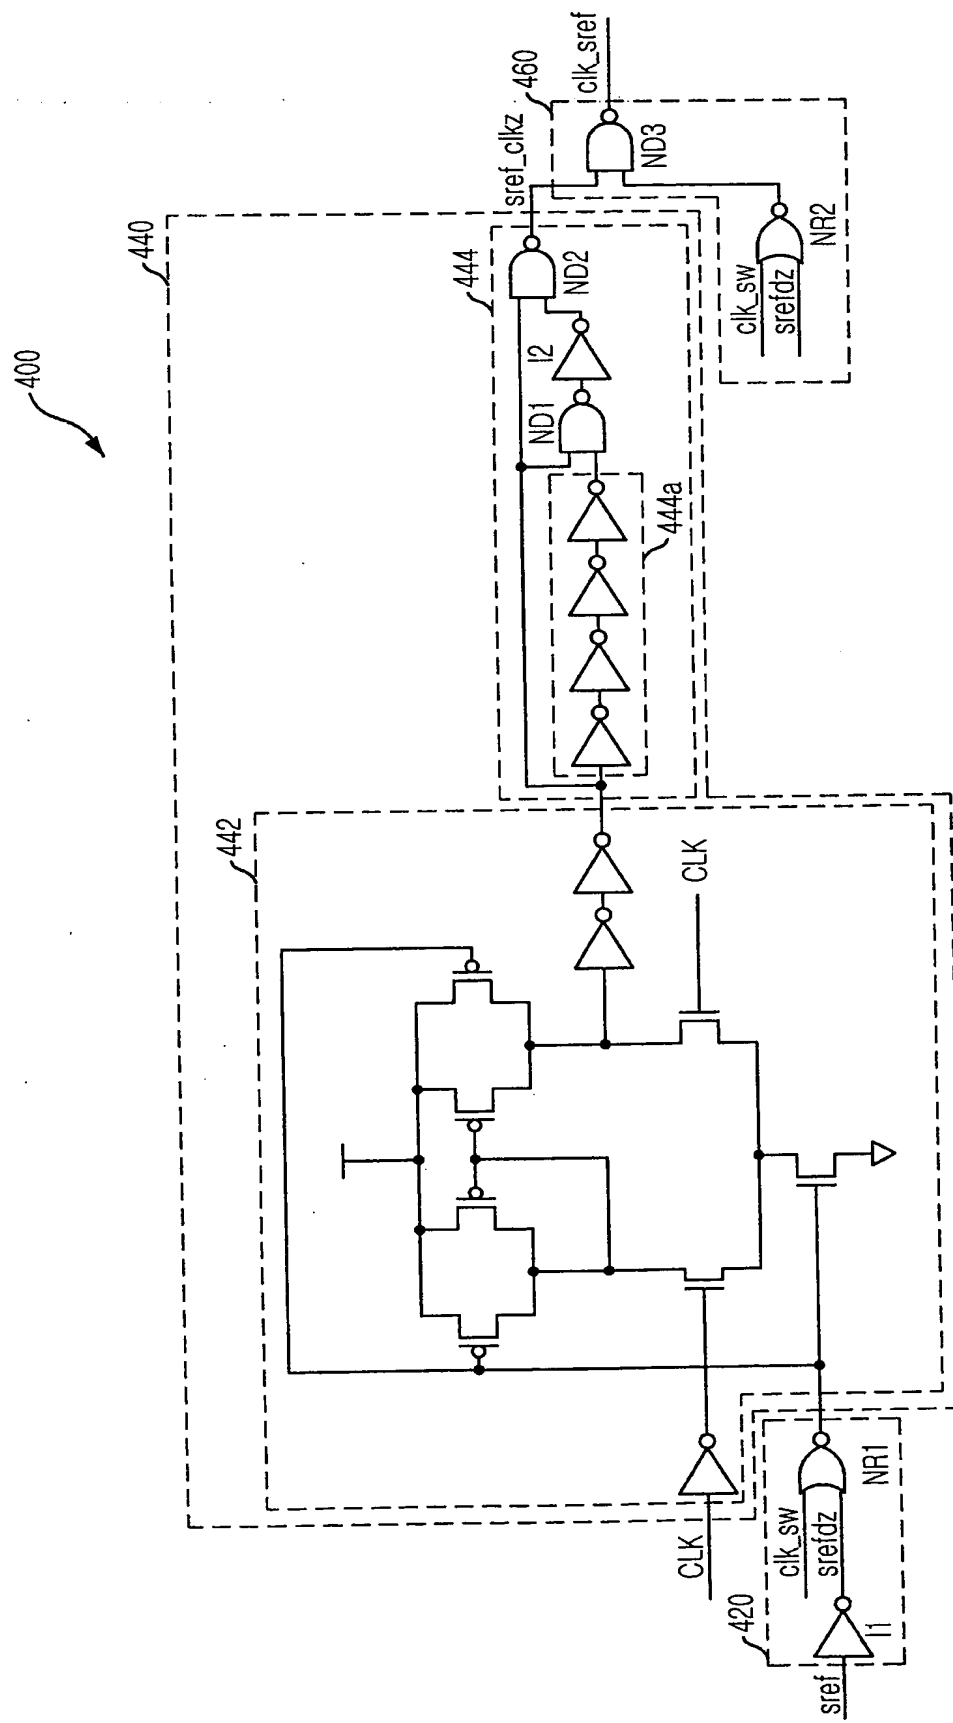 400
440
442
444
444a
460
420
sref
I1
clk_sw
srefdz
NR1
CLK
CLK
ND1
I2
ND2
sref_clkz
clk_sw
srefdz
NR2
ND3
clk_sref